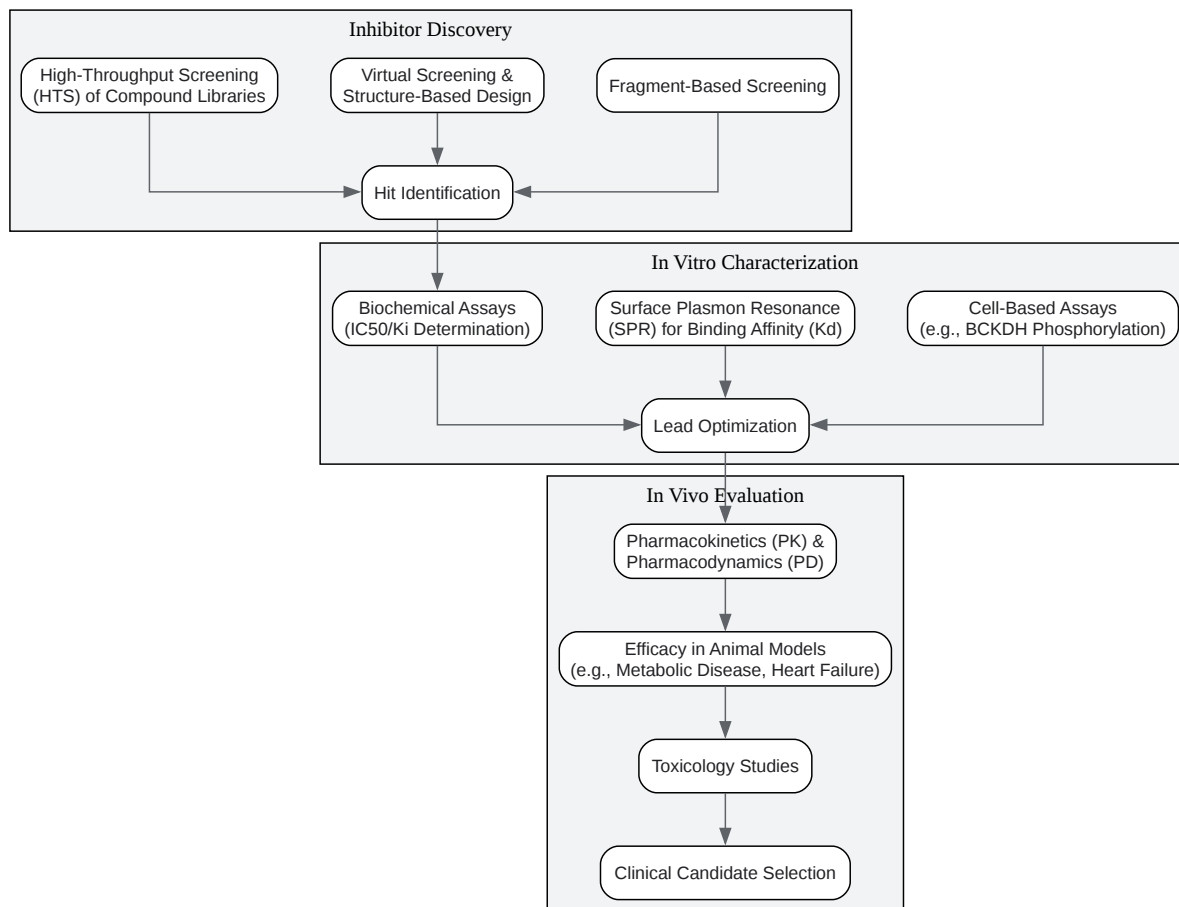 Inhibitor Discovery
High-Throughput Screening
(HTS) of Compound Libraries
Virtual Screening &
Structure-Based Design
Fragment-Based Screening
Hit Identification
In Vitro Characterization
Biochemical Assays
(IC50/Ki Determination)
Surface Plasmon Resonance
(SPR) for Binding Affinity (Kd)
Cell-Based Assays
(e.g., BCKDH Phosphorylation)
Lead Optimization
In Vivo Evaluation
Pharmacokinetics (PK) &
Pharmacodynamics (PD)
Efficacy in Animal Models
(e.g., Metabolic Disease, Heart Failure)
Toxicology Studies
Clinical Candidate Selection